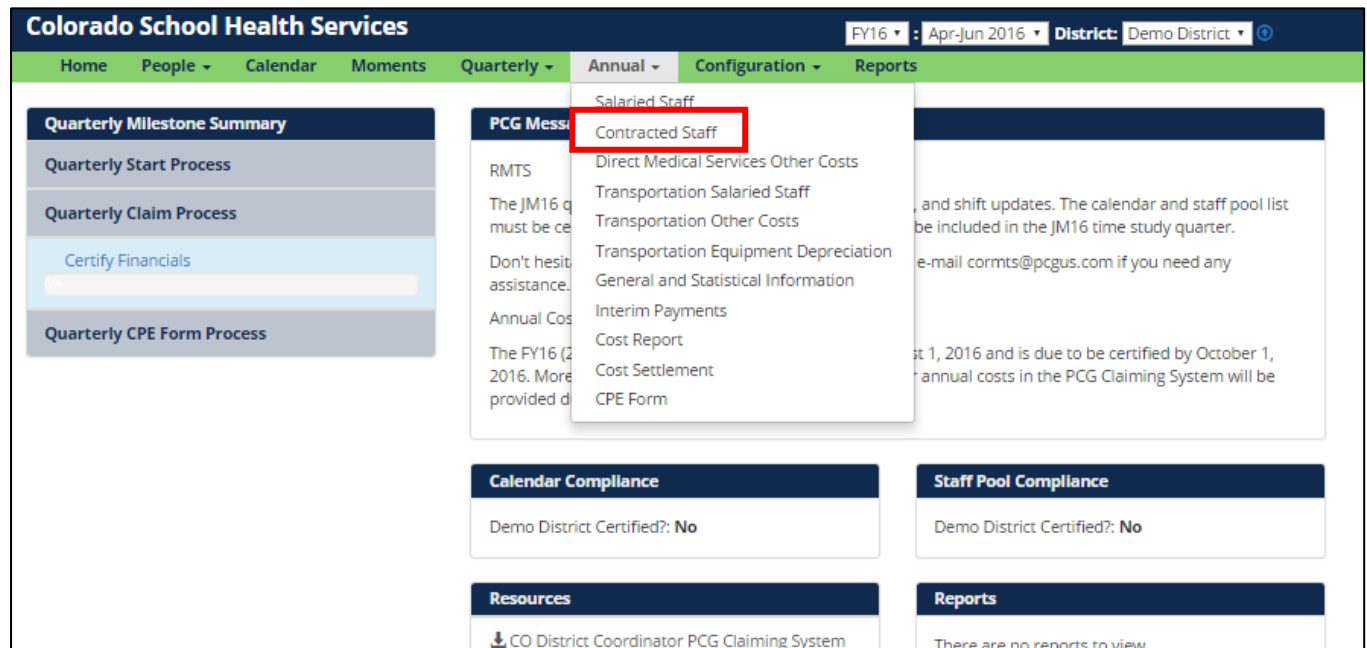 Colorado School Health Services
FY16 : Apr-Jun 2016 District: Demo District
Home People Calendar Moments Quarterly Annual Configuration Reports
Salaried Staff
Contracted Staff
Direct Medical Services Other Costs
Transportation Salaried Staff
Transportation Other Costs
Transportation Equipment Depreciation
General and Statistical Information
Interim Payments
Cost Report
Cost Settlement
CPE Form
Quarterly Milestone Summary
Quarterly Start Process
Quarterly Claim Process
Certify Financials
0%
Quarterly CPE Form Process
PCG Mess
RMTS
The JM16 q , and shift updates. The calendar and staff pool list
must be ce be included in the JM16 time study quarter.
Don't hesit e-mail cormts@pcgus.com if you need any
assistance.
Annual Cos
The FY16 (2 st 1, 2016 and is due to be certified by October 1,
2016. More r annual costs in the PCG Claiming System will be
provided d
Calendar Compliance
Demo District Certified?: No
Staff Pool Compliance
Demo District Certified?: No
Resources
CO District Coordinator PCG Claiming System
Reports
There are no reports to view